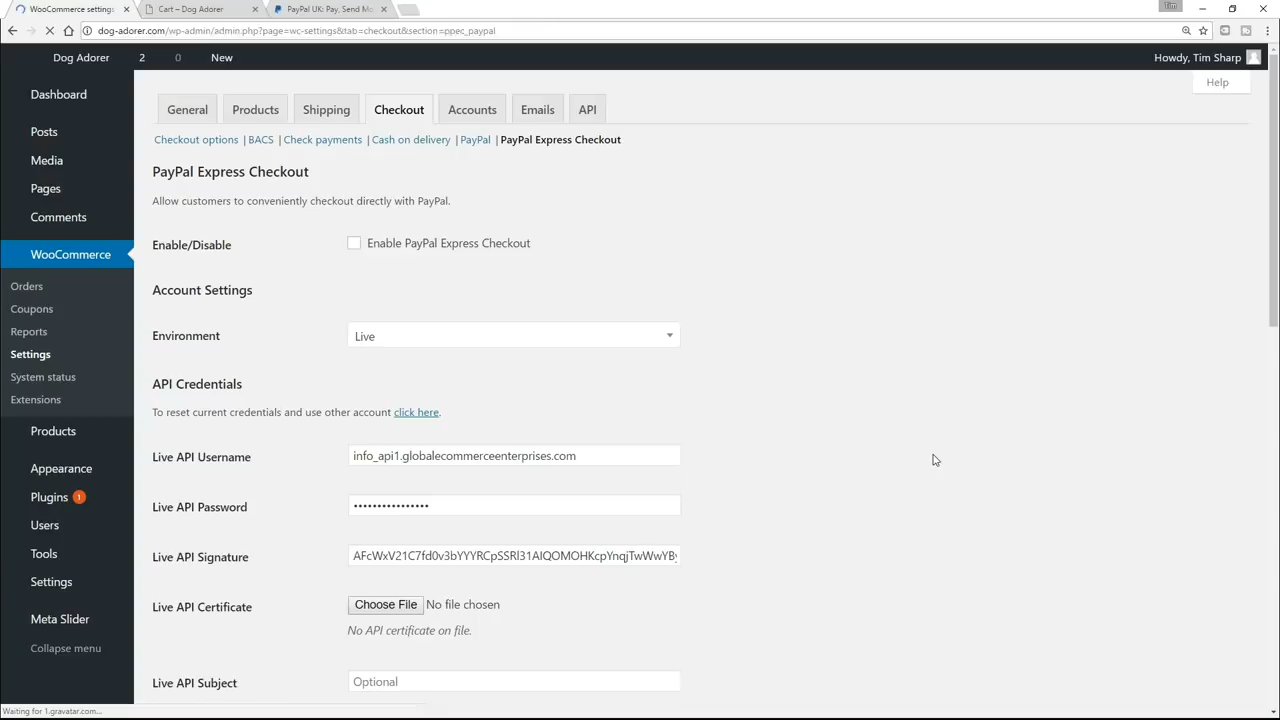 WooCommerce settings
Cart – Dog Adorer
PayPal UK: Pay, Send Mo
Tim
dog-adorer.com/wp-admin/admin.php?page=wc-settings&tab=checkout&section=ppec_paypal
Dog Adorer 2 0 New Howdy, Tim Sharp
Help
Dashboard
Posts
Media
Pages
Comments
WooCommerce
Orders
Coupons
Reports
Settings
System status
Extensions
Products
Appearance
Plugins 1
Users
Tools
Settings
Meta Slider
Collapse menu
General Products Shipping Checkout Accounts Emails API
Checkout options | BACS | Check payments | Cash on delivery | PayPal | PayPal Express Checkout
PayPal Express Checkout
Allow customers to conveniently checkout directly with PayPal.
Enable/Disable Enable PayPal Express Checkout
Account Settings
Environment Live
API Credentials
To reset current credentials and use other account click here.
Live API Username info_api1.globalecommerceenterprises.com
Live API Password ••••••••••••••••
Live API Signature
Live API Certificate Choose File No file chosen
No API certificate on file.
Live API Subject Optional
Waiting for 1.gravatar.com...